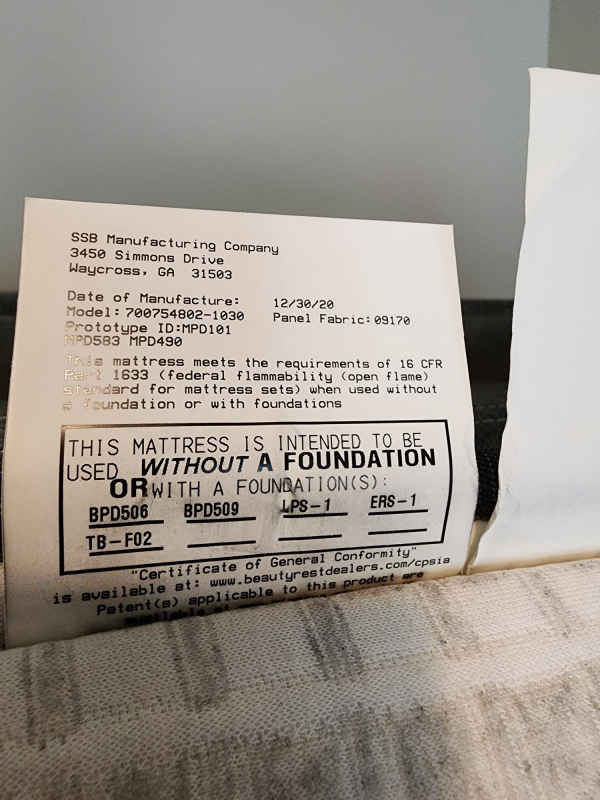 SSB Manufacturing Company
3450 Simmons Drive
Waycross, GA 31503
Date of Manufacture: 12/30/20
Model: 700754802-1030 Panel Fabric: 09170
Prototype ID:MPD101
MPD583 MPD490
This mattress meets the requirements of 16 CFR
Part 1633 (federal flammability (open flame)
standard for mattress sets) when used without
a foundation or with foundations
THIS MATTRESS IS INTENDED TO BE
USED WITHOUT A FOUNDATION
OR WITH A FOUNDATION(S):
BPD506 BPD509 LPS-1 ERS-1
TB-F02
"Certificate of General Conformity"
is available at: www.beautyrestdealers.com/cpsia
Patent(s) applicable to this product are
available at